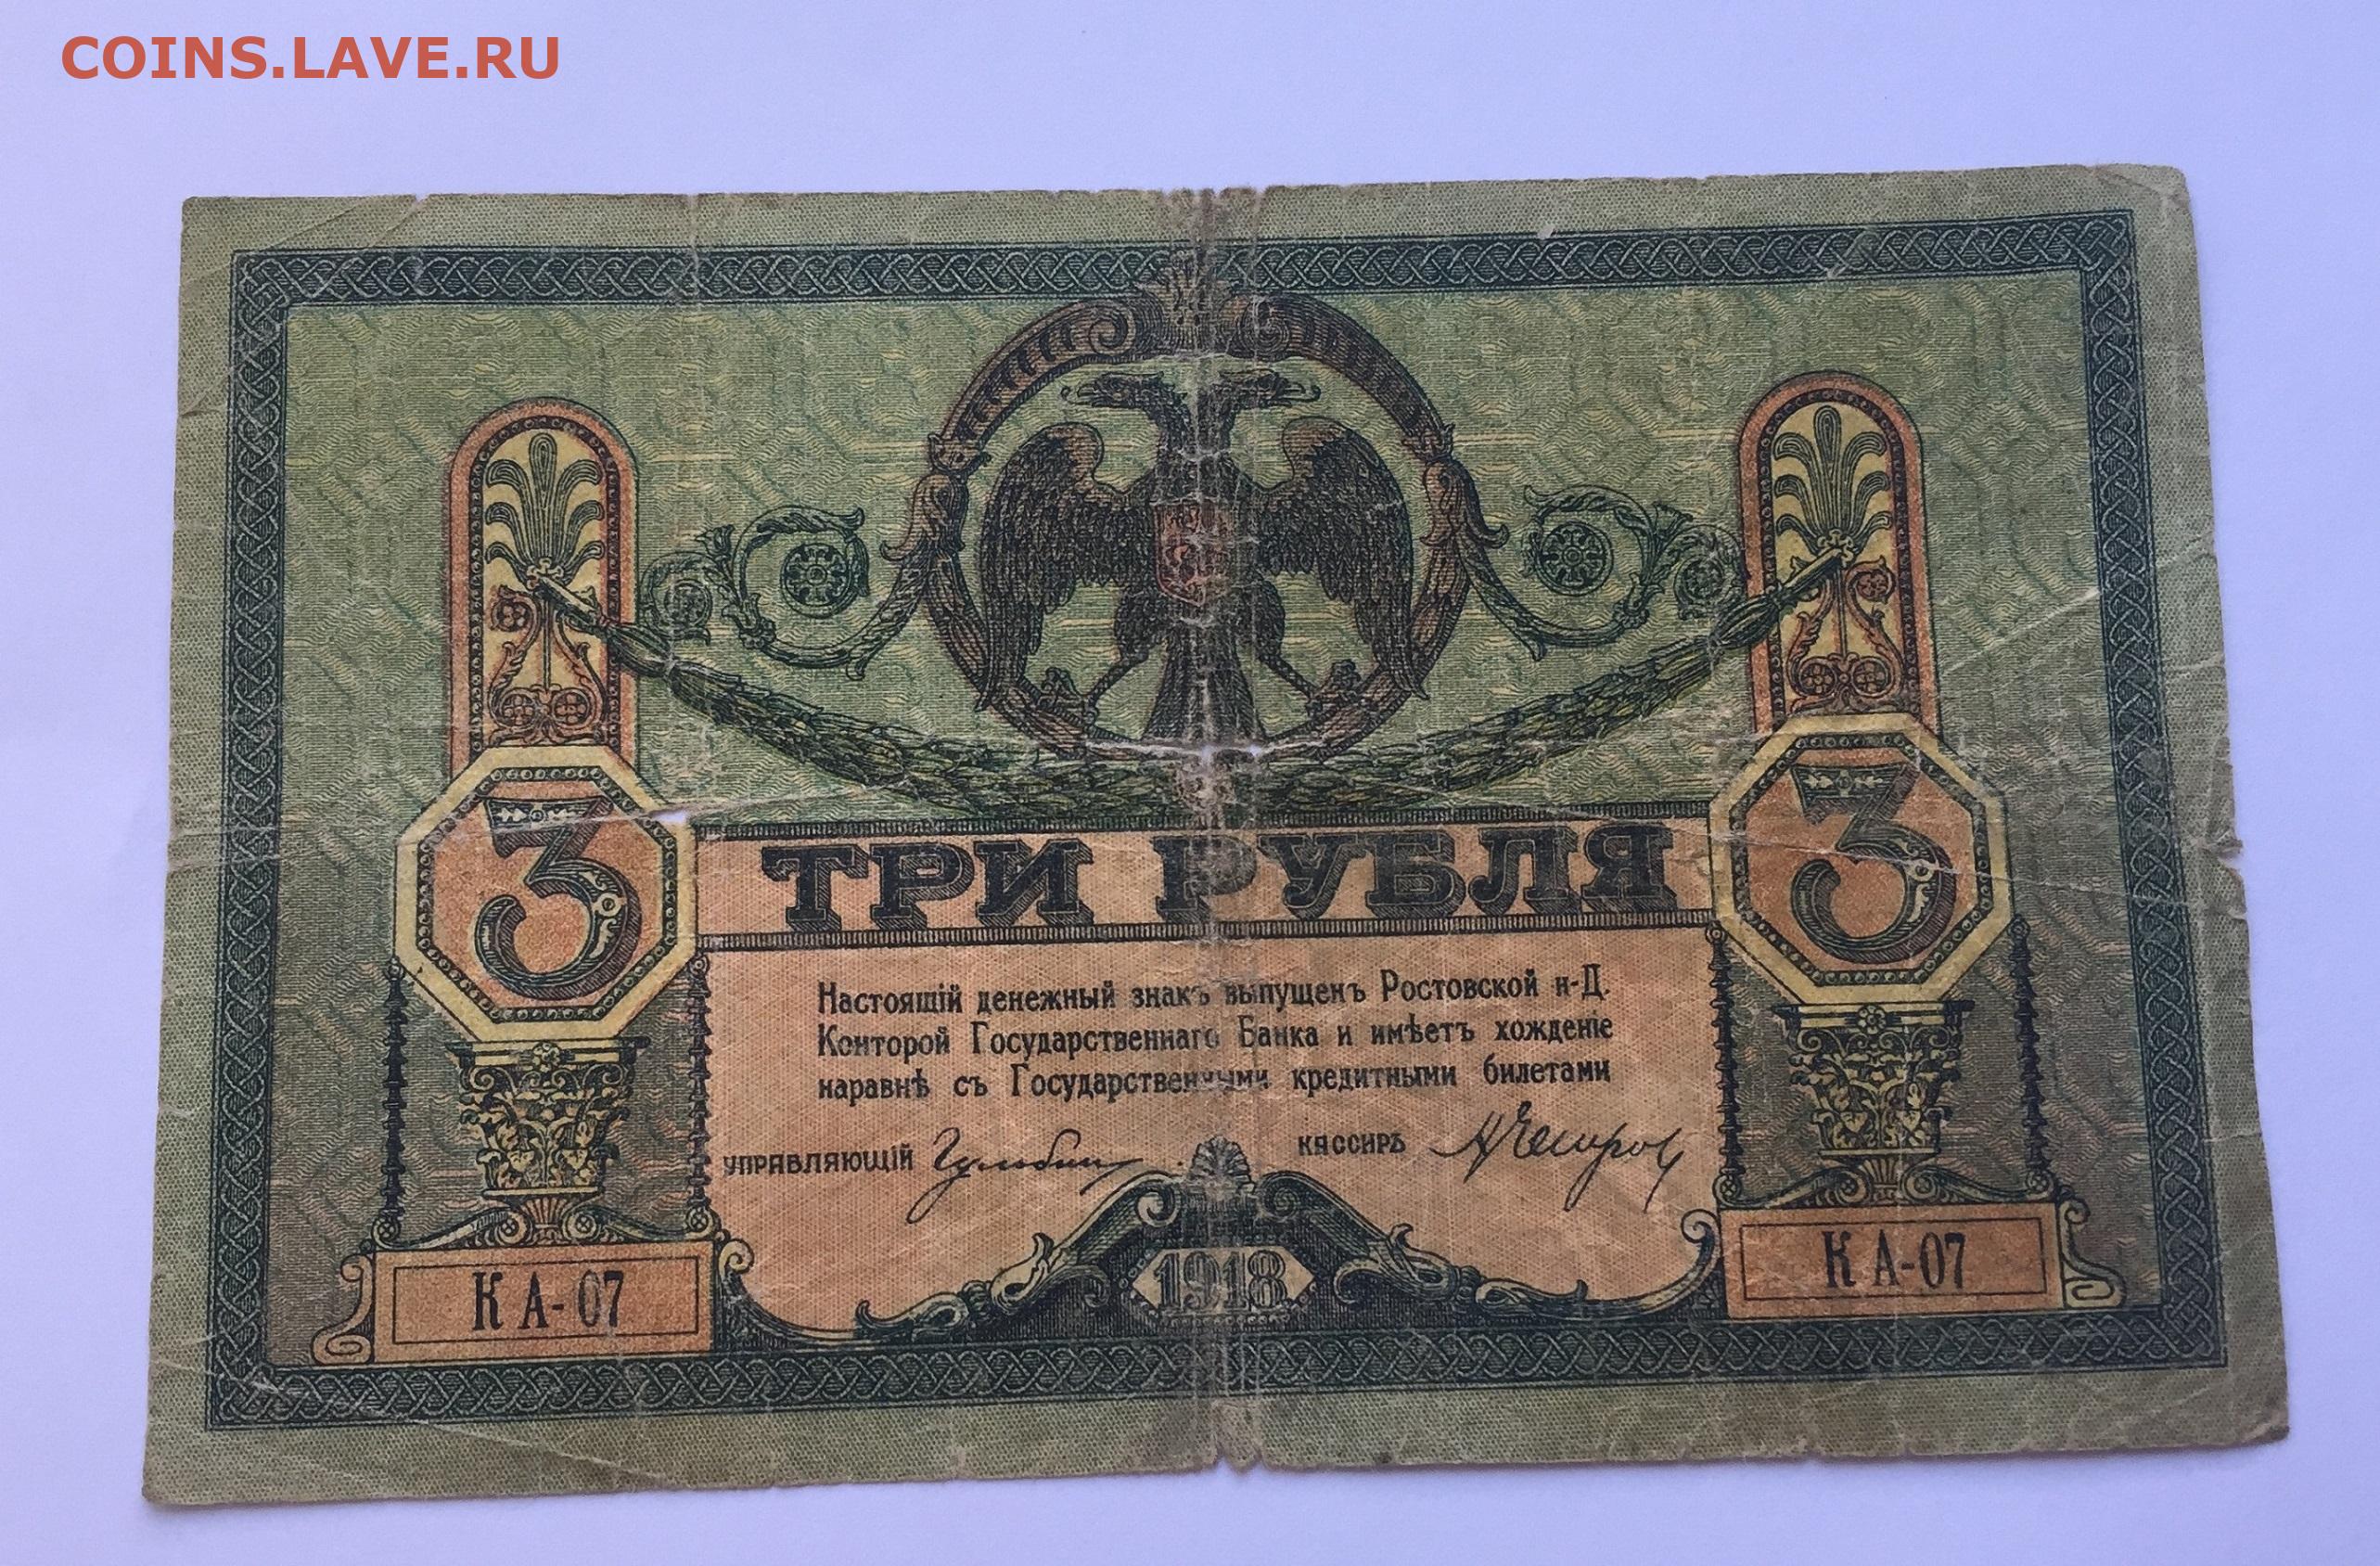 COINS.LAVE.RU
3
3
ТРИ РУБЛЯ
Настоящій денежный знакъ выпущенъ Ростовской н-Д.
Конторой Государственнаго Банка и имѣетъ хожденіе
наравнѣ съ Государственными кредитными билетами
УПРАВЛЯЮЩІЙ
КАССИРЪ
КА-07
1918
КА-07